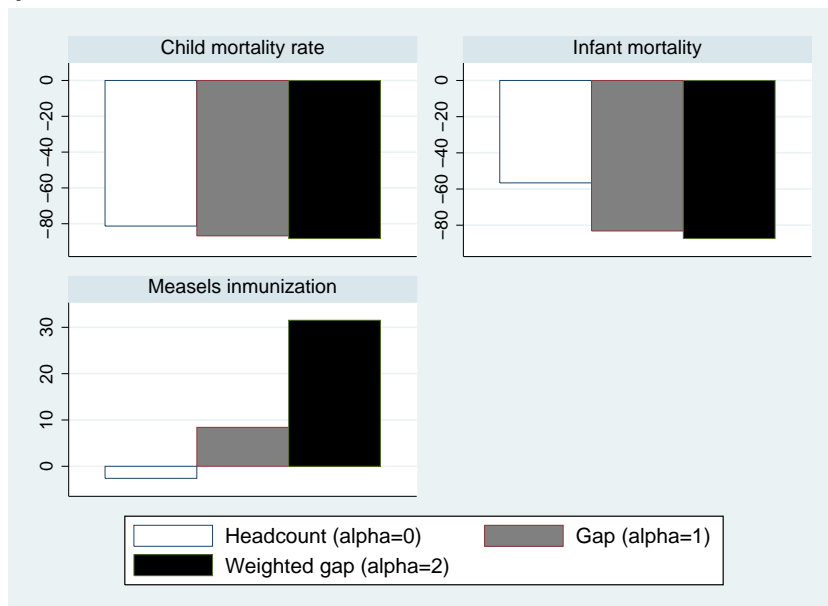 Child mortality rate
0
−20
−40
−60
−80
Infant mortality
0
−20
−40
−60
−80
Measels inmunization
30
20
10
0
Headcount (alpha=0)
Gap (alpha=1)
Weighted gap (alpha=2)